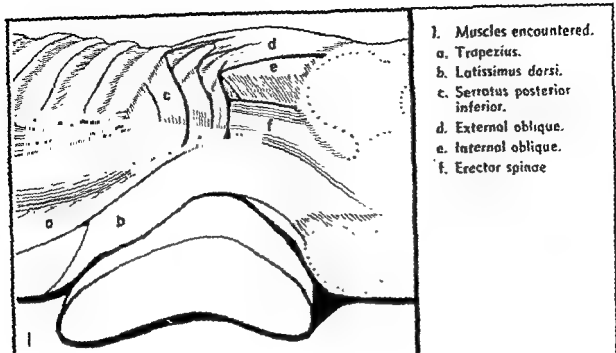 d
e
c
f
a
b
1
1. Muscles encountered.
a. Trapezius.
b. Latissimus dorsi.
c. Serratus posterior
inferior.
d. External oblique.
e. Internal oblique.
f. Erector spinae